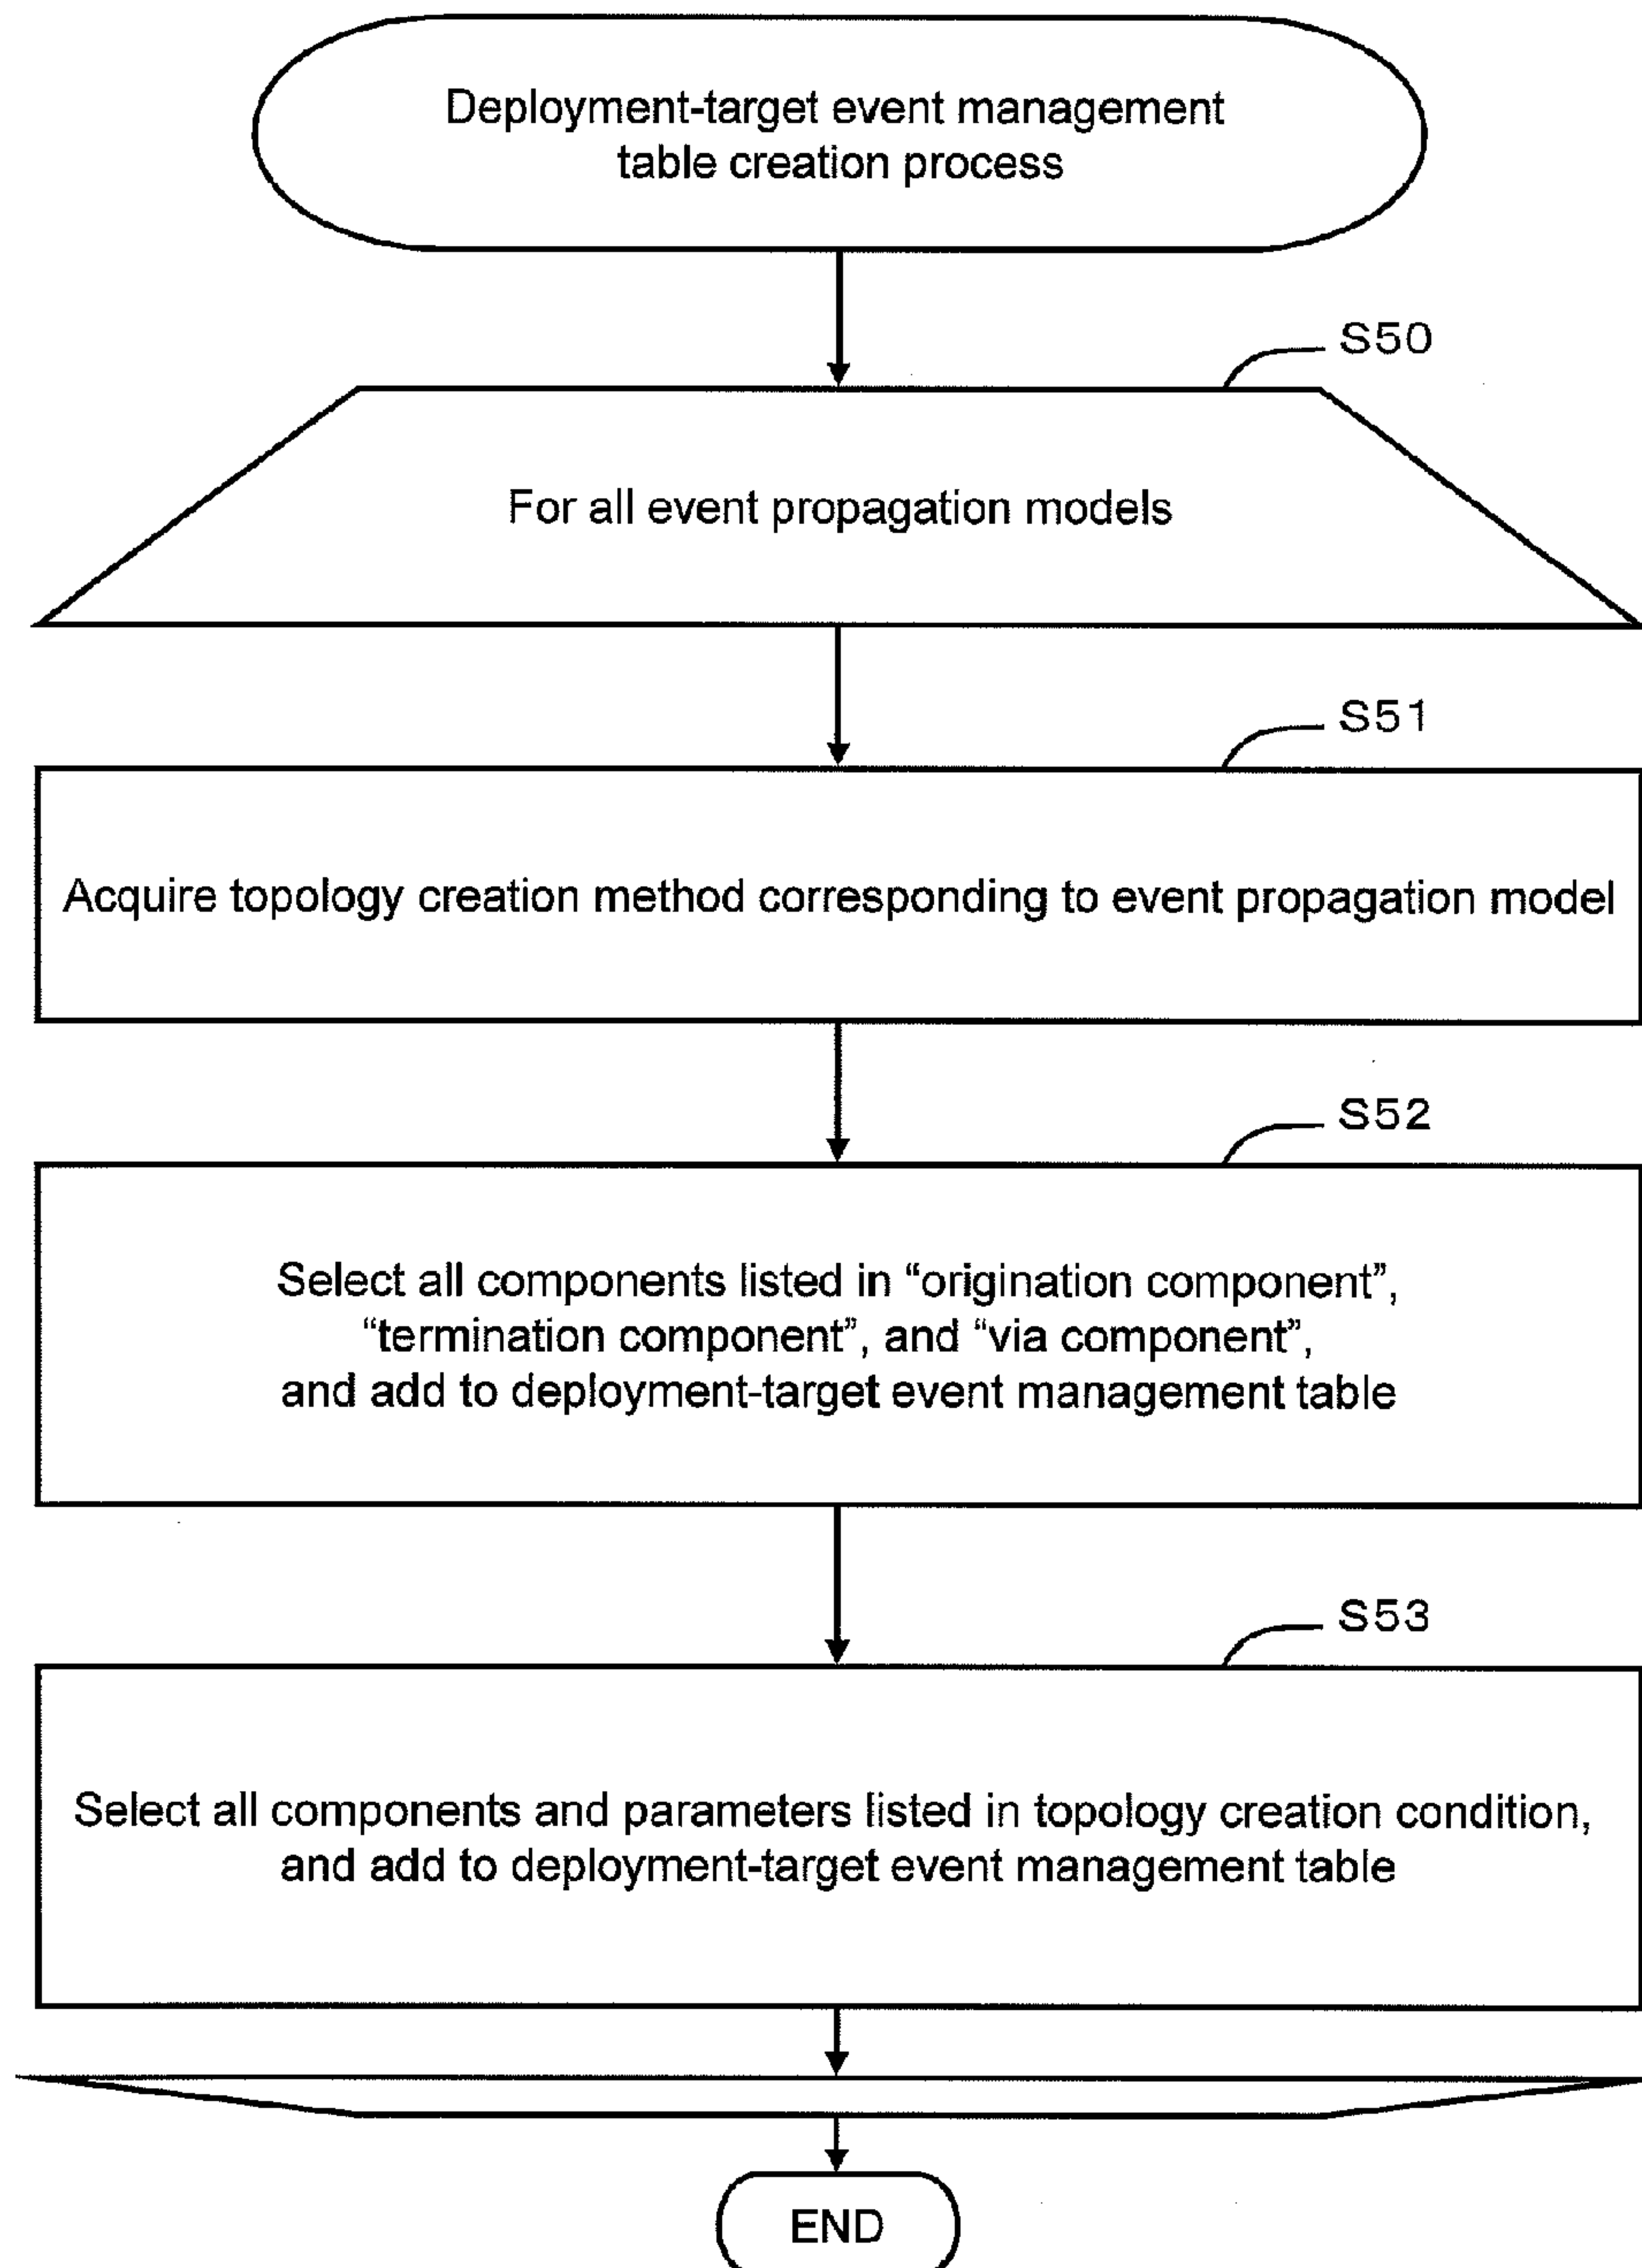 Deployment-target event management
table creation process
S50
For all event propagation models
S51
Acquire topology creation method corresponding to event propagation model
S52
Select all components listed in “origination component”,
“termination component”, and “via component”,
and add to deployment-target event management table
S53
Select all components and parameters listed in topology creation condition,
and add to deployment-target event management table
END